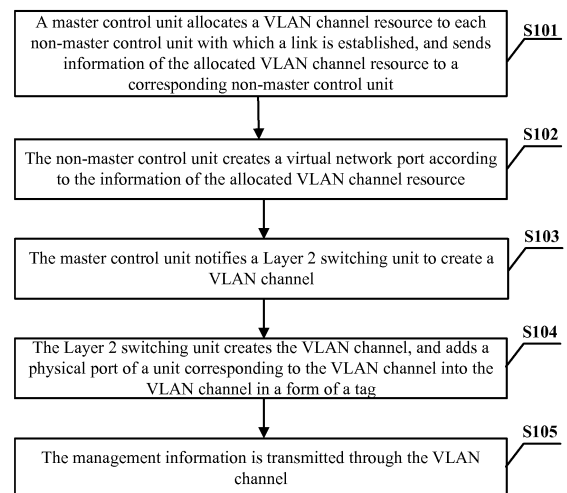 A master control unit allocates a VLAN channel resource to each
non-master control unit with which a link is established, and sends
information of the allocated VLAN channel resource to a
corresponding non-master control unit
S101
S102
The non-master control unit creates a virtual network port according
to the information of the allocated VLAN channel resource
S103
The master control unit notifies a Layer 2 switching unit to create a
VLAN channel
S104
The Layer 2 switching unit creates the VLAN channel, and adds a
physical port of a unit corresponding to the VLAN channel into the
VLAN channel in a form of a tag
S105
The management information is transmitted through the VLAN
channel